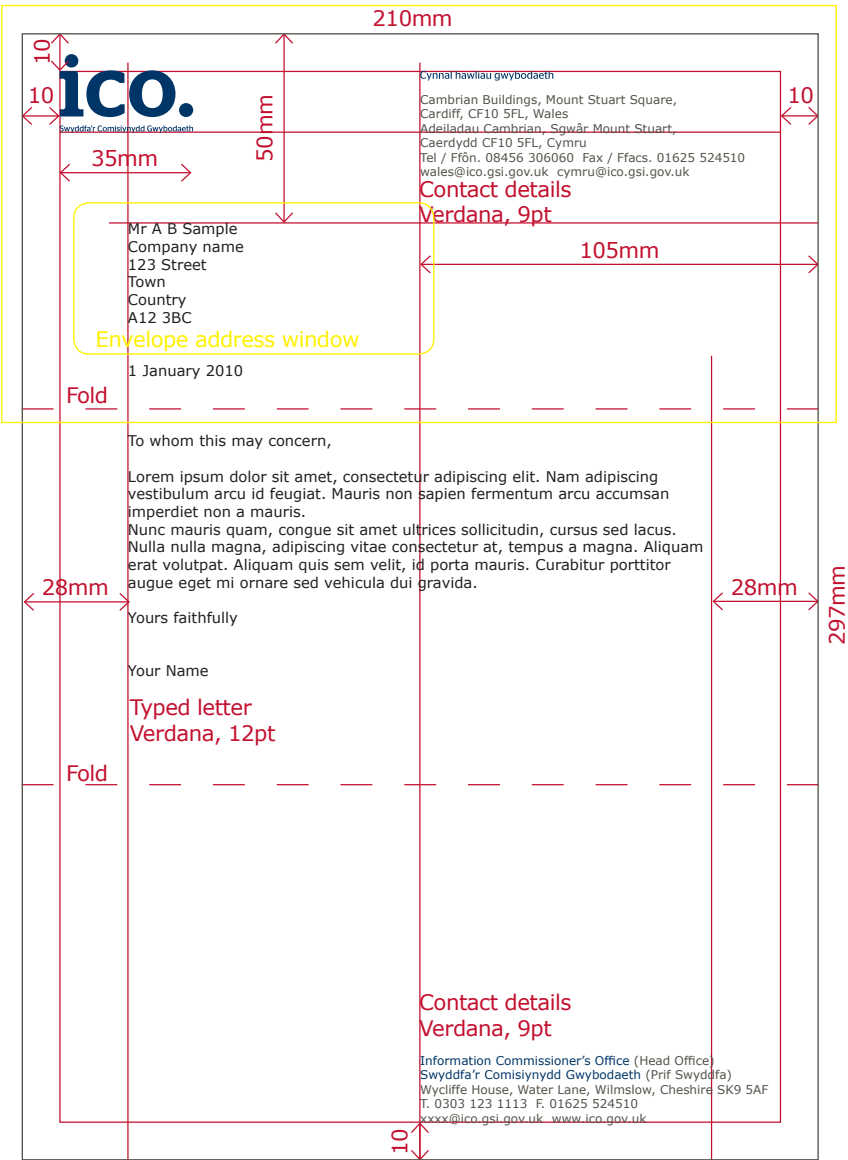 210mm
10
ico.
Swyddfa'r Comisiynydd Gwybodaeth
Cynnal hawliau gwybodaeth
10
10
50mm
Cambrian Buildings, Mount Stuart Square,
Cardiff, CF10 5FL, Wales
Adeiladau Cambrian, Sgwâr Mount Stuart,
Caerdydd CF10 5FL, Cymru
Tel / Ffôn. 08456 306060 Fax / Ffacs. 01625 524510
wales@ico.gsi.gov.uk cymru@ico.gsi.gov.uk
35mm
Contact details
Verdana, 9pt
Mr A B Sample
Company name
123 Street
Town
Country
A12 3BC
105mm
Envelope address window
1 January 2010
Fold
To whom this may concern,
Lorem ipsum dolor sit amet, consectetur adipiscing elit. Nam adipiscing
vestibulum arcu id feugiat. Mauris non sapien fermentum arcu accumsan
imperdiet non a mauris.
Nunc mauris quam, congue sit amet ultrices sollicitudin, cursus sed lacus.
Nulla nulla magna, adipiscing vitae consectetur at, tempus a magna. Aliquam
erat volutpat. Aliquam quis sem velit, id porta mauris. Curabitur porttitor
augue eget mi ornare sed vehicula dui gravida.
28mm
28mm
297mm
Yours faithfully
Your Name
Typed letter
Verdana, 12pt
Fold
Contact details
Verdana, 9pt
Information Commissioner's Office (Head Office)
Swyddfa'r Comisiynydd Gwybodaeth (Prif Swyddfa)
Wycliffe House, Water Lane, Wilmslow, Cheshire SK9 5AF
T. 0303 123 1113 F. 01625 524510
xxxx@ico.gsi.gov.uk www.ico.gov.uk
10